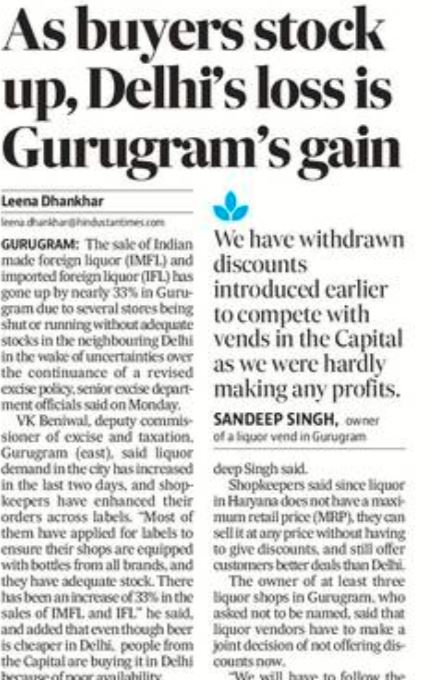 As buyers stock
up, Delhi's loss is
Gurugram's gain
Leena Dhankhar
leena.dhankhar@hindustantimes.com
GURUGRAM: The sale of Indian
made foreign liquor (IMFL) and
imported foreign liquor (IFL) has
gone up by nearly 33% in Guru-
gram due to several stores being
shut or running without adequate
stocks in the neighbouring Delhi
in the wake of uncertainties over
the continuance of a revised
excise policy, senior excise depart-
ment officials said on Monday.
VK Beniwal, deputy commis-
sioner of excise and taxation,
Gurugram (east), said liquor
demand in the city has increased
in the last two days, and shop-
keepers have enhanced their
orders across labels. "Most of
them have applied for labels to
ensure their shops are equipped
with bottles from all brands, and
they have adequate stock. There
has been an increase of 33% in the
sales of IMFL and IFL" he said,
and added that even though beer
is cheaper in Delhi, people from
the Capital are buying it in Delhi
because of poor availability.
We have withdrawn
discounts
introduced earlier
to compete with
vends in the Capital
as we were hardly
making any profits.
SANDEEP SINGH, owner
of a liquor vend in Gurugram
deep Singh said.
Shopkeepers said since liquor
in Haryana does not have a maxi-
mum retail price (MRP), they can
sell it at any price without having
to give discounts, and still offer
customers better deals than Delhi.
The owner of at least three
liquor shops in Gurugram, who
asked not to be named, said that
liquor vendors have to make a
joint decision of not offering dis-
counts now.
"We will have to follow the